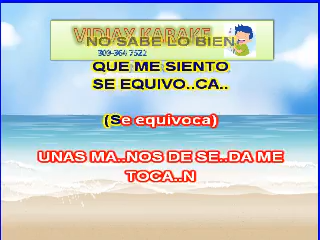 VIDJAY KARAKE
NO SABE LO BIEN
309-364 7522
QUE ME SIENTO
SE EQUIVO..CA..
(Se equivoca)
UNAS MA..NOS DE SE..DA ME
TOCA..N